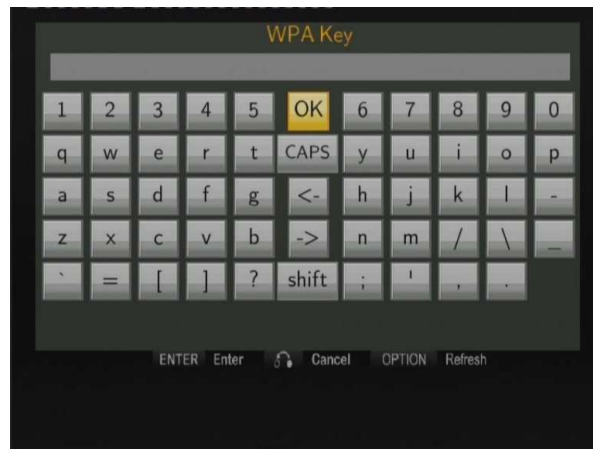 WPA Key
1 2 3 4 5 OK 6 7 8 9 0
q w e r t CAPS y u i o p
a s d f g <- h j k l -
z x c v b -> n m / \ _
` = [ ] ? shift ; ' , .
ENTER Enter Cancel OPTION Refresh